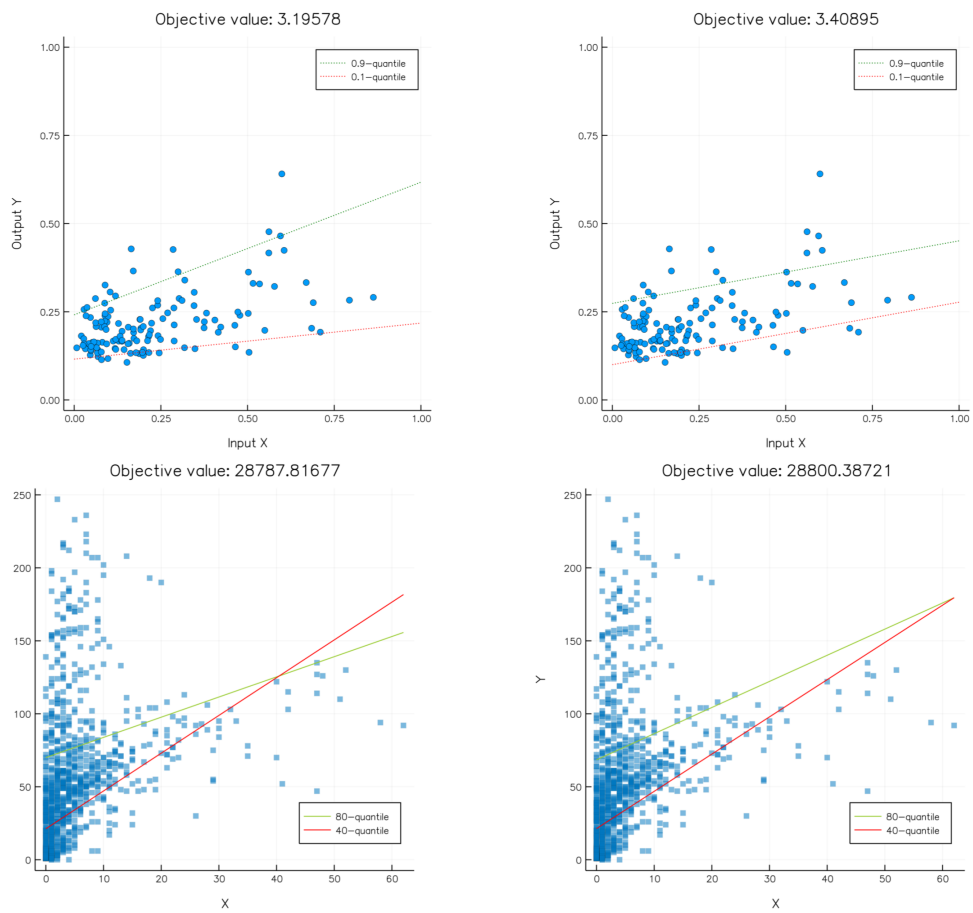 Objective value: 3.19578
1.00
0.75
0.50
0.25
0.00
Output Y
0.9-quantile
0.1-quantile
0.00 0.25 0.50 0.75 1.00
Input X
Objective value: 3.40895
1.00
0.75
0.50
0.25
0.00
Output Y
0.9-quantile
0.1-quantile
0.00 0.25 0.50 0.75 1.00
Input X
Objective value: 28787.81677
250
200
150
100
50
0
80-quantile
40-quantile
0 10 20 30 40 50 60
X
Objective value: 28800.38721
250
200
150
100
50
0
Y
80-quantile
40-quantile
0 10 20 30 40 50 60
X